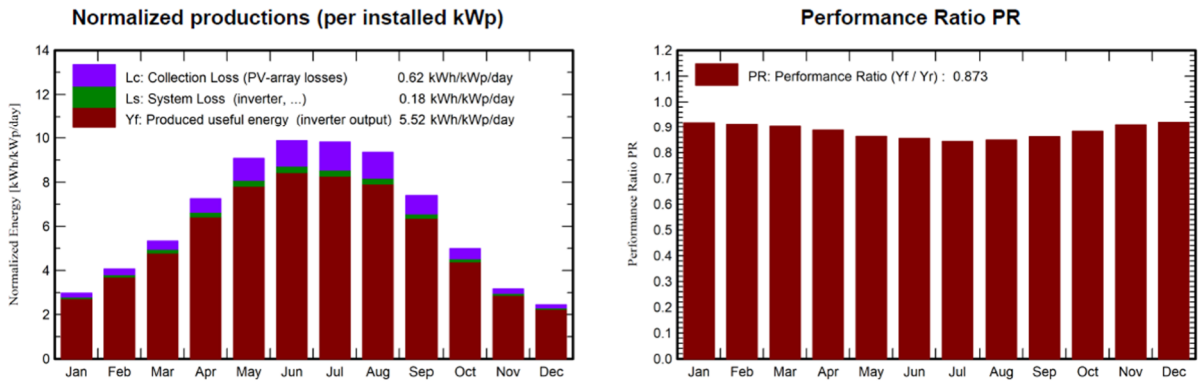 Normalized productions (per installed kWp)
14
12
10
8
6
4
2
0
Normalized Energy [kWh/kWp/day]
Lc: Collection Loss (PV-array losses) 0.62 kWh/kWp/day
Ls: System Loss (inverter, ...) 0.18 kWh/kWp/day
Yf: Produced useful energy (inverter output) 5.52 kWh/kWp/day
Jan Feb Mar Apr May Jun Jul Aug Sep Oct Nov Dec
Performance Ratio PR
1.2
1.1
1.0
0.9
0.8
0.7
0.6
0.5
0.4
0.3
0.2
0.1
0.0
Performance Ratio PR
PR: Performance Ratio (Yf / Yr) : 0.873
Jan Feb Mar Apr May Jun Jul Aug Sep Oct Nov Dec